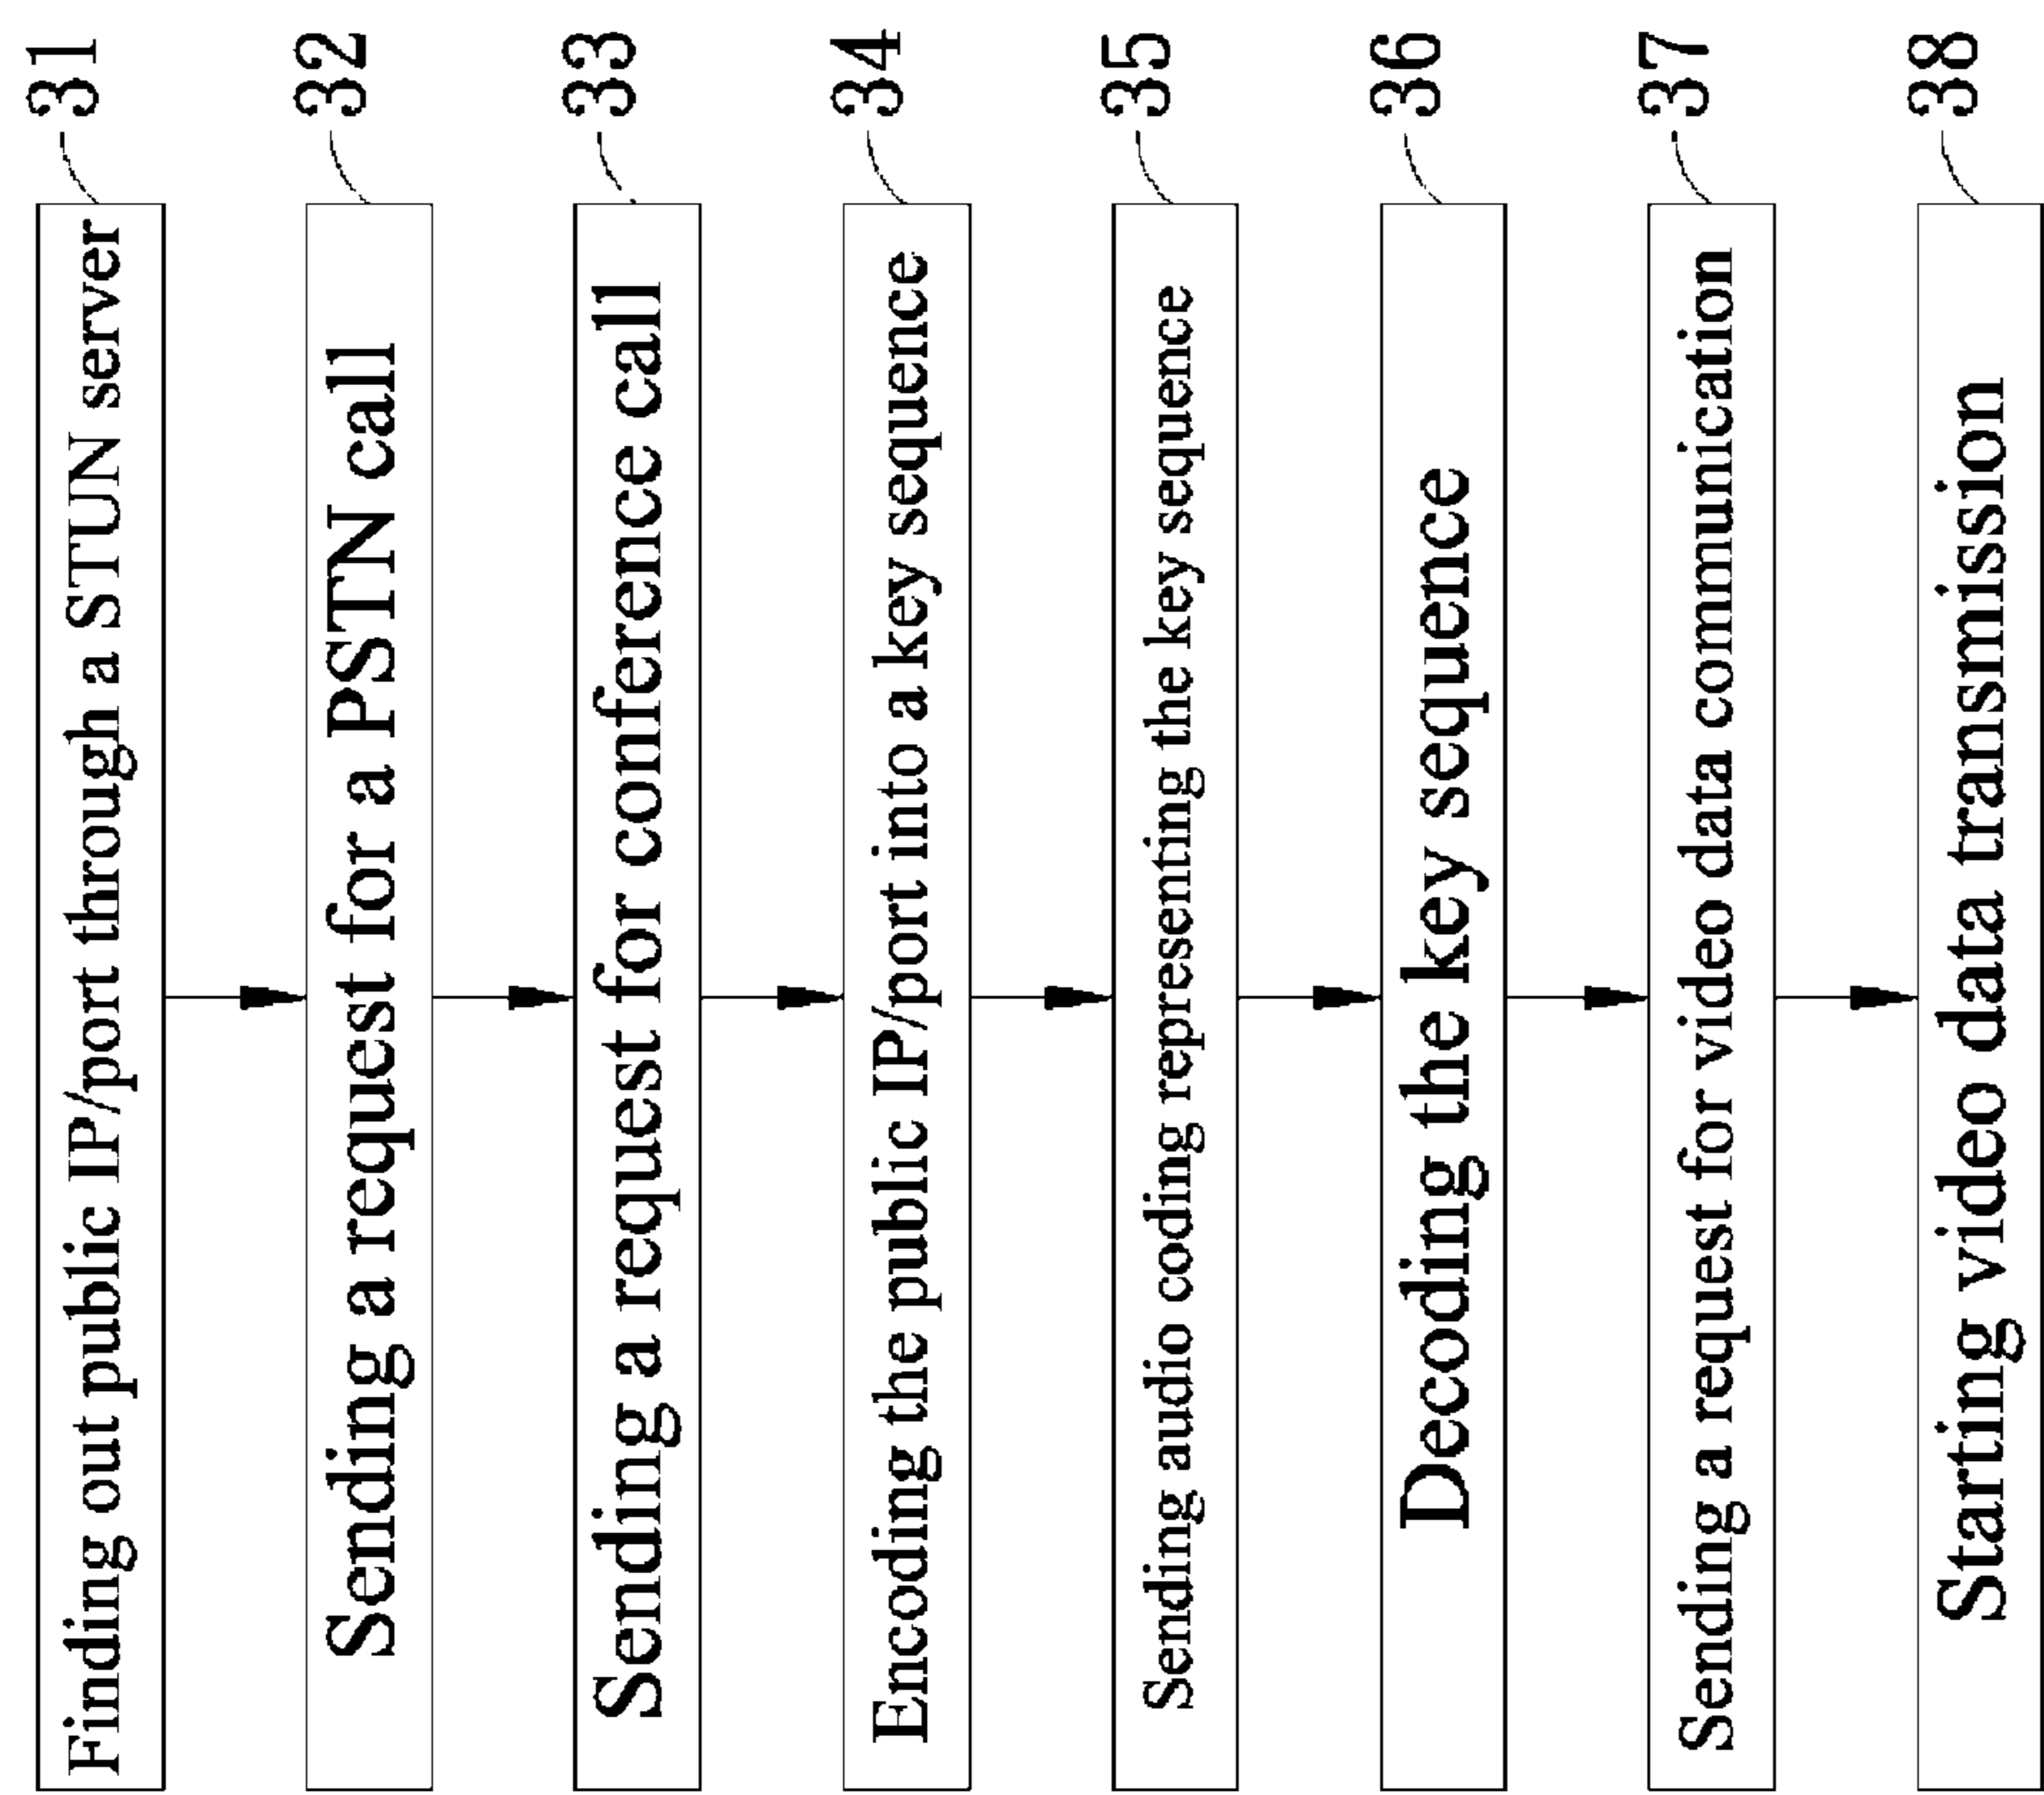 Finding out public IP/port through a STUN server
31
Sending a request for a PSTN call
32
Sending a request for conference call
33
Encoding the public IP/port into a key sequence
34
Sending audio coding representing the key sequence
35
Decoding the key sequence
36
Sending a request for video data communication
37
Starting video data transmission
38